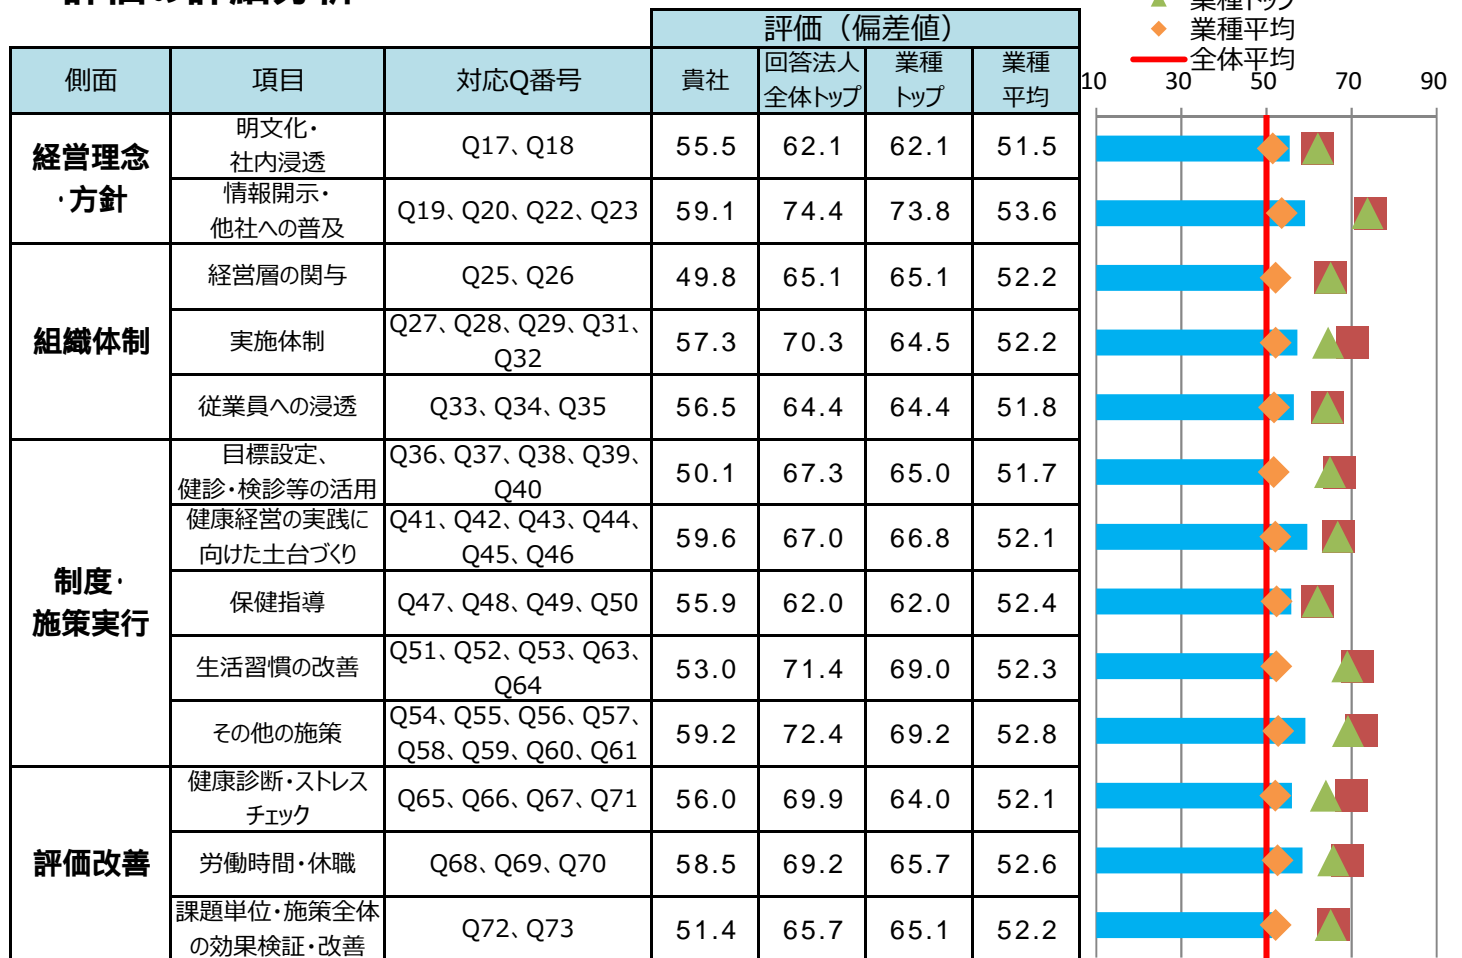 評価の詳細分析
業種トップ
業種平均
全体平均
評価（偏差値）
側面 項目 対応Q番号 貴社 回答法人全体トップ 業種トップ 業種平均
10 30 50 70 90
経営理念・方針
明文化・社内浸透 Q17、Q18 55.5 62.1 62.1 51.5
情報開示・他社への普及 Q19、Q20、Q22、Q23 59.1 74.4 73.8 53.6
組織体制
経営層の関与 Q25、Q26 49.8 65.1 65.1 52.2
実施体制 Q27、Q28、Q29、Q31、Q32 57.3 70.3 64.5 52.2
従業員への浸透 Q33、Q34、Q35 56.5 64.4 64.4 51.8
制度・施策実行
目標設定、健診・検診等の活用 Q36、Q37、Q38、Q39、Q40 50.1 67.3 65.0 51.7
健康経営の実践に向けた土台づくり Q41、Q42、Q43、Q44、Q45、Q46 59.6 67.0 66.8 52.1
保健指導 Q47、Q48、Q49、Q50 55.9 62.0 62.0 52.4
生活習慣の改善 Q51、Q52、Q53、Q63、Q64 53.0 71.4 69.0 52.3
その他の施策 Q54、Q55、Q56、Q57、Q58、Q59、Q60、Q61 59.2 72.4 69.2 52.8
評価改善
健康診断・ストレスチェック Q65、Q66、Q67、Q71 56.0 69.9 64.0 52.1
労働時間・休職 Q68、Q69、Q70 58.5 69.2 65.7 52.6
課題単位・施策全体の効果検証・改善 Q72、Q73 51.4 65.7 65.1 52.2